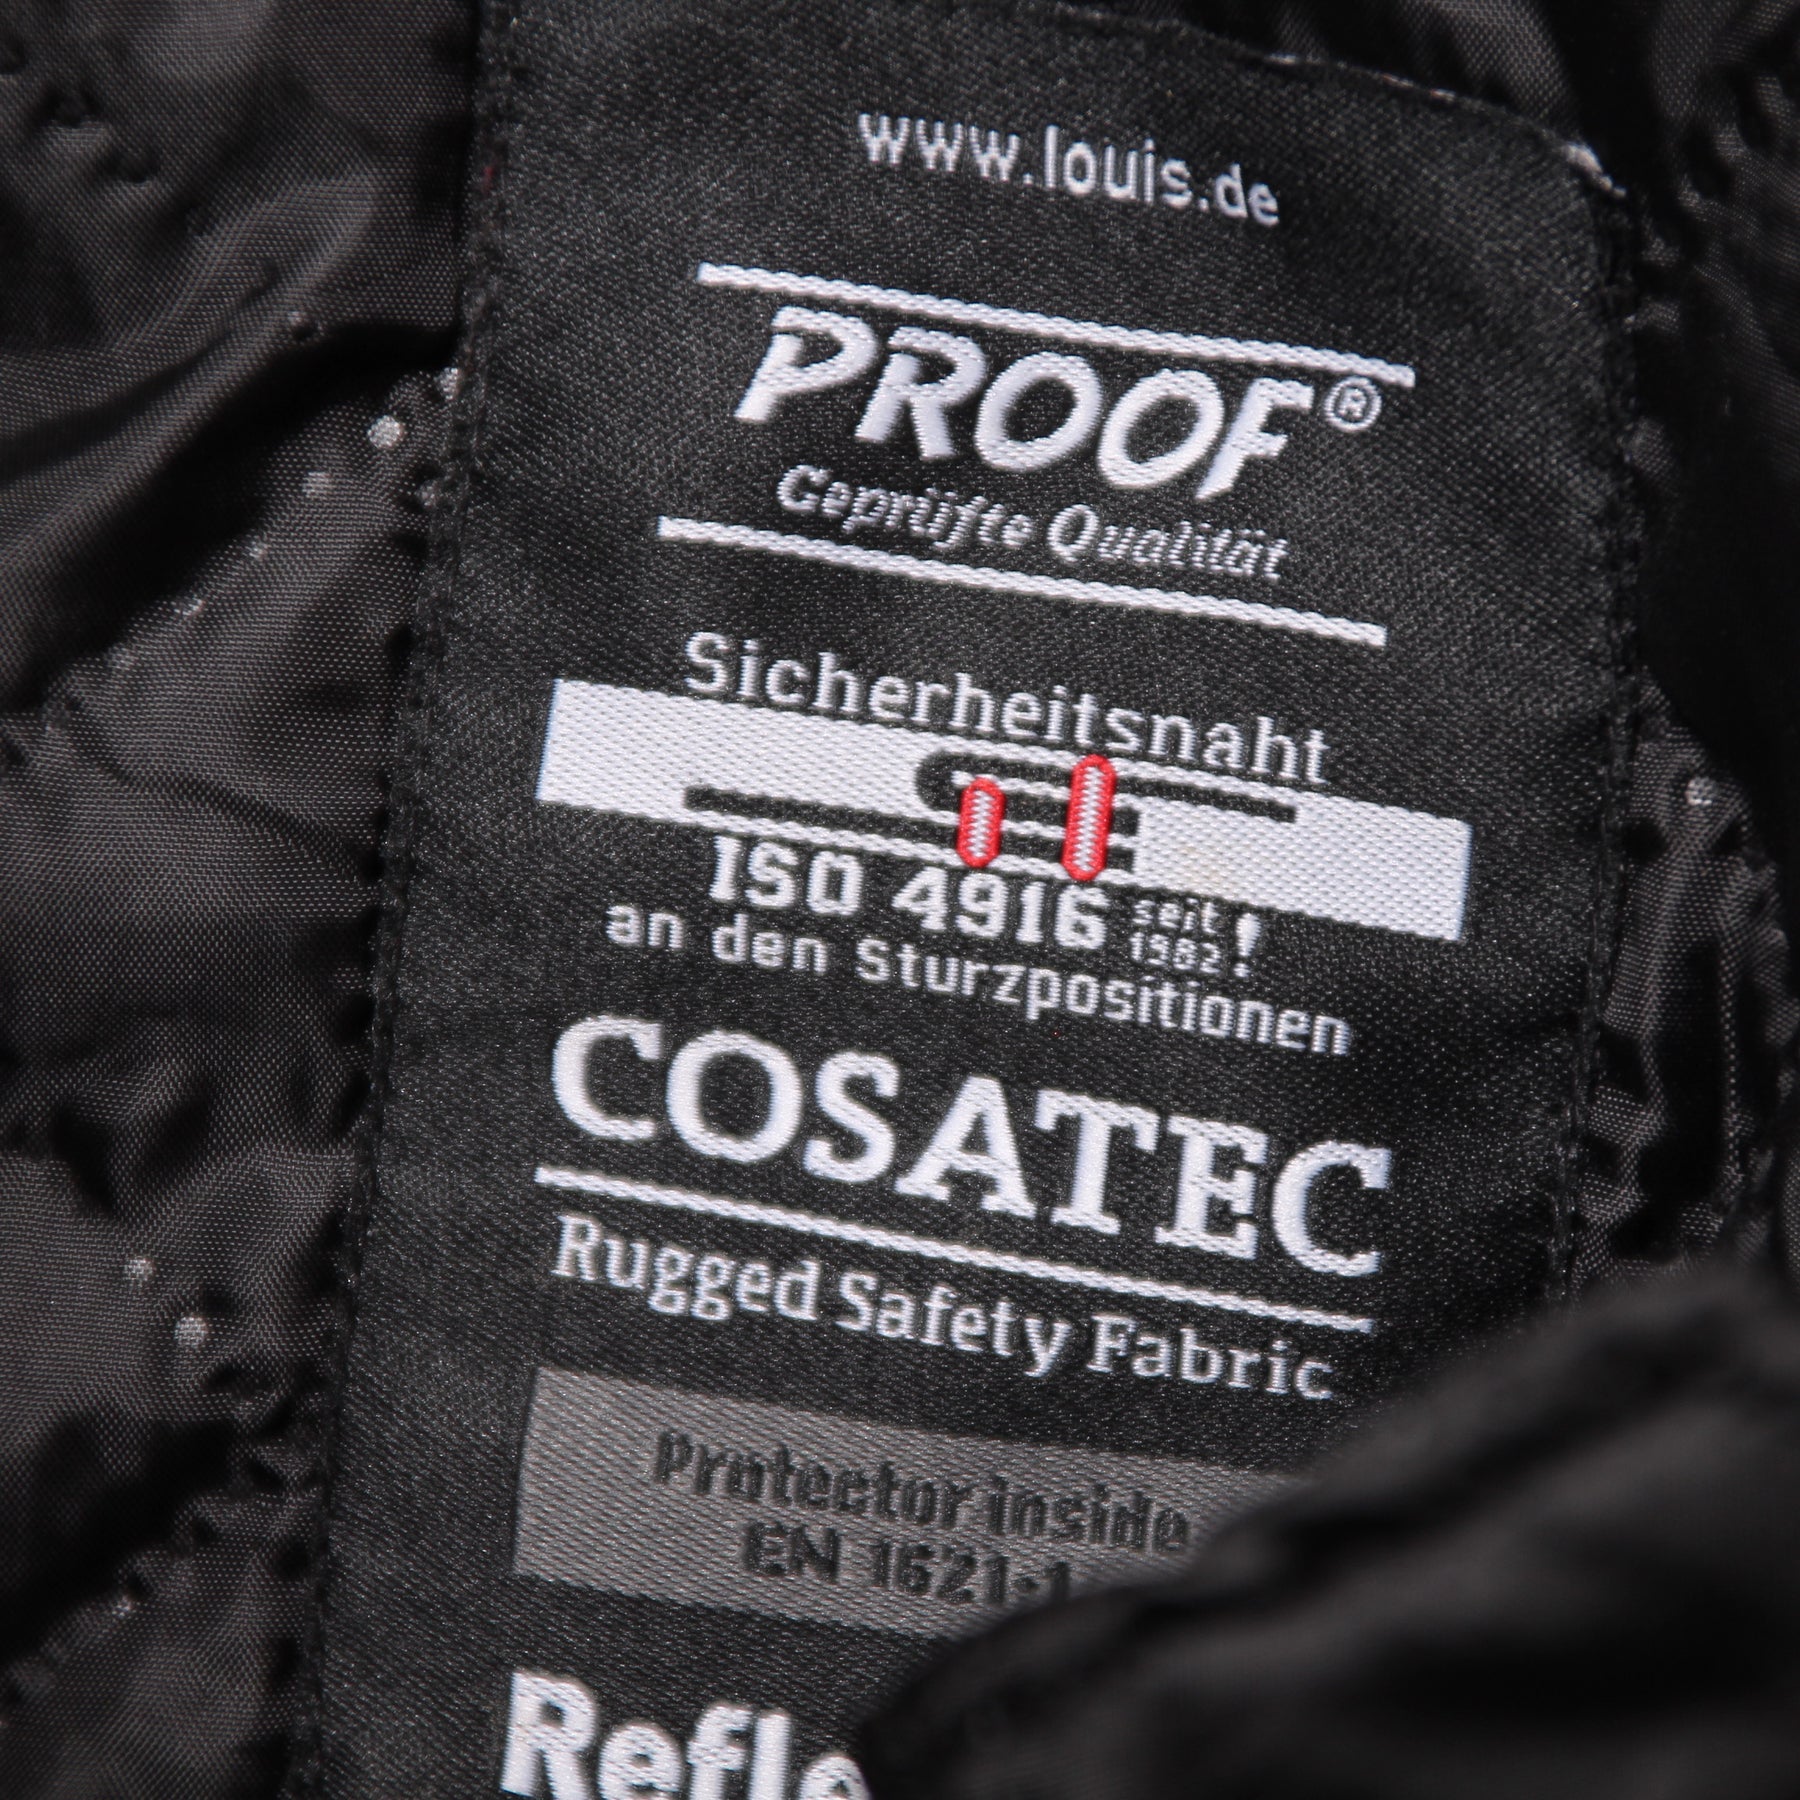 www.louis.de
PROOF®
Geprüfte Qualität
Sicherheitsnaht
ISO 4916 seit 1982!
an den Sturzpositionen
COSATEC
Rugged Safety Fabric
Protector inside
EN 1621-1